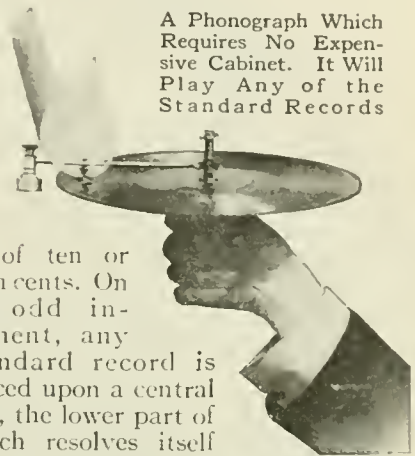 A Phonograph Which
Requires No Expen-
sive Cabinet. It Will
Play Any of the
Standard Records
of ten or
cents. On
odd in-
ment, any
ndard record is
ced upon a central
, the lower part of
ch resolves itself